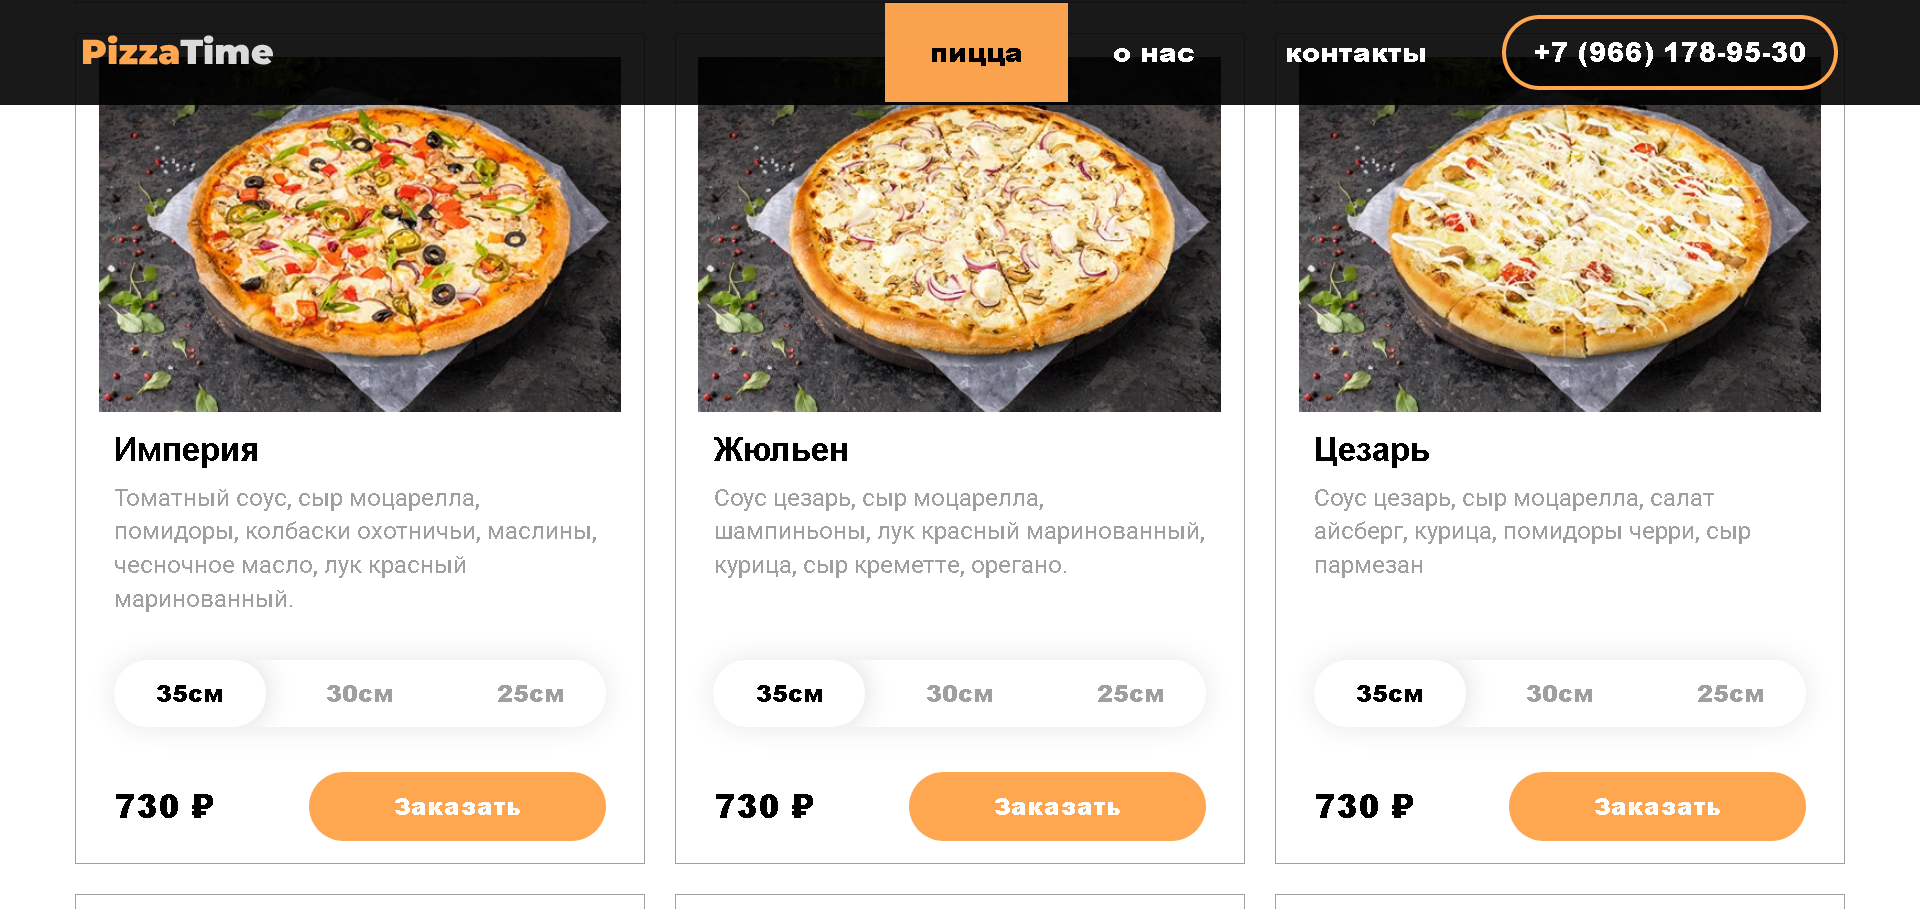 PizzaTime
пицца
о нас
контакты
+7 (966) 178-95-30
Империя
Томатный соус, сыр моцарелла,
помидоры, колбаски охотничьи, маслины,
чесночное масло, лук красный
маринованный.
35см 30см 25см
730 ₽
Заказать
Жюльен
Соус цезарь, сыр моцарелла,
шампиньоны, лук красный маринованный,
курица, сыр креметте, орегано.
35см 30см 25см
730 ₽
Заказать
Цезарь
Соус цезарь, сыр моцарелла, салат
айсберг, курица, помидоры черри, сыр
пармезан
35см 30см 25см
730 ₽
Заказать